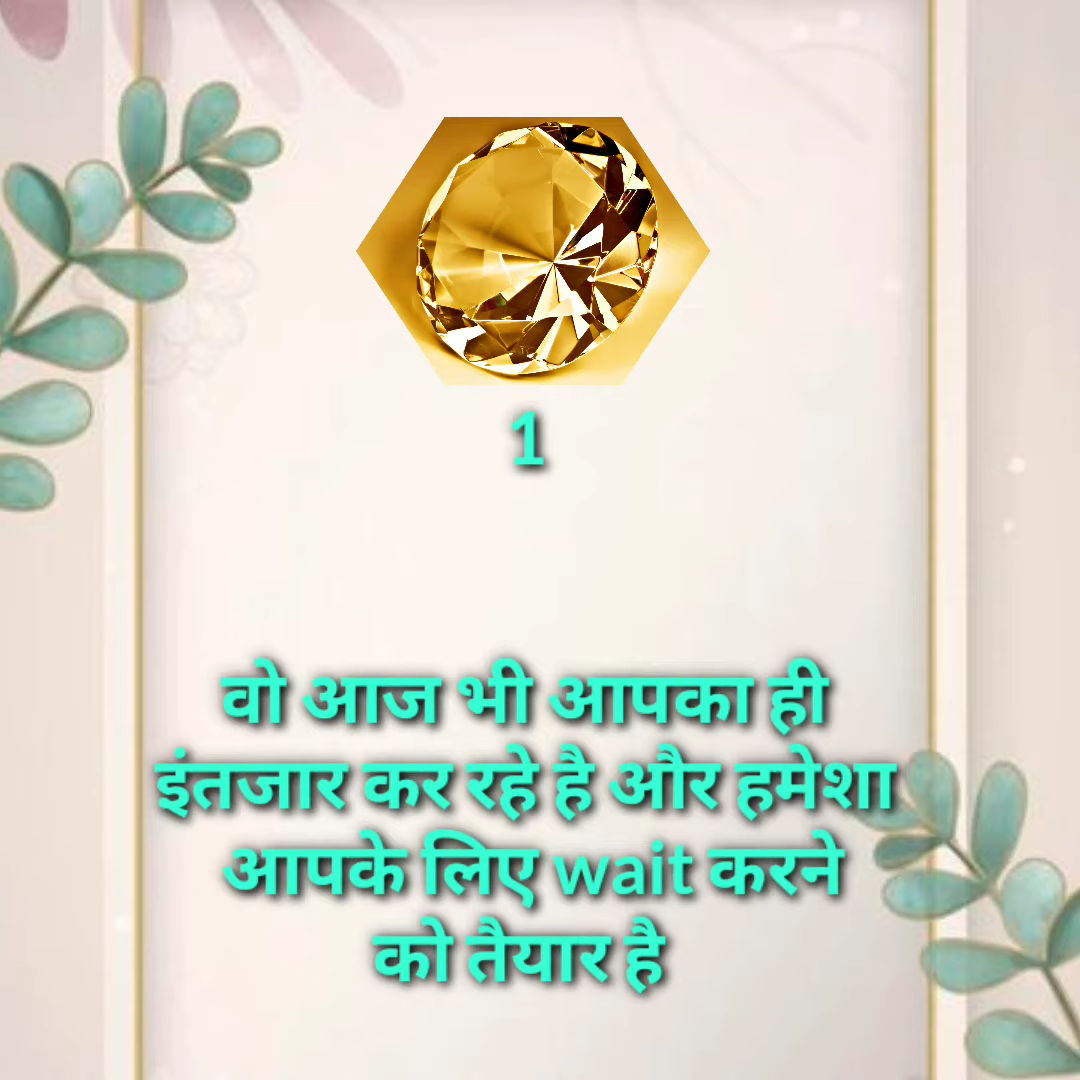 1
वो आज भी आपका ही
इंतजार कर रहे है और हमेशा
आपके लिए wait करने
को तैयार है